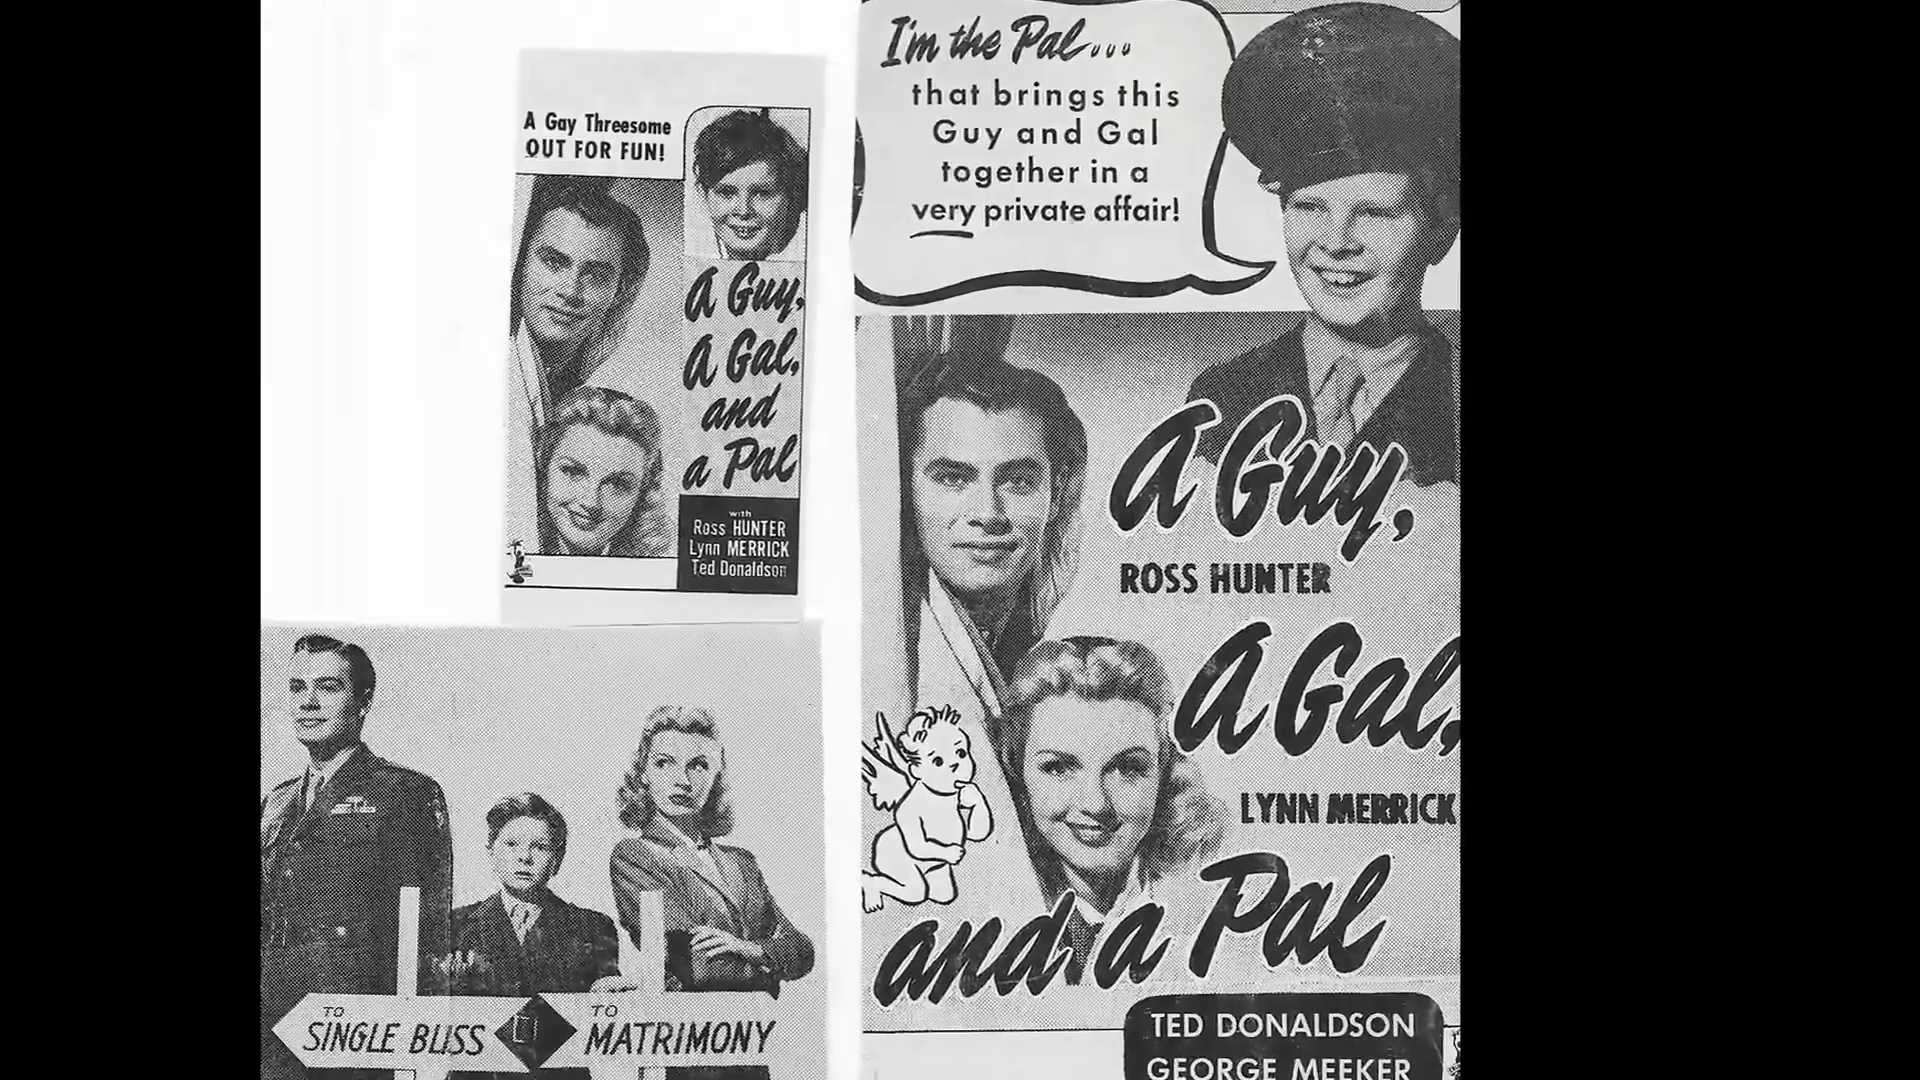 A Gay Threesome
OUT FOR FUN!
A Guy,
A Gal,
and
a Pal
with
Ross HUNTER
Lynn MERRICK
Ted Donaldson
TO
SINGLE BLISS
TO
MATRIMONY
I'm the Pal...
that brings this
Guy and Gal
together in a
very private affair!
A Guy,
ROSS HUNTER
A Gal,
LYNN MERRICK
and a Pal
TED DONALDSON
GEORGE MEEKER